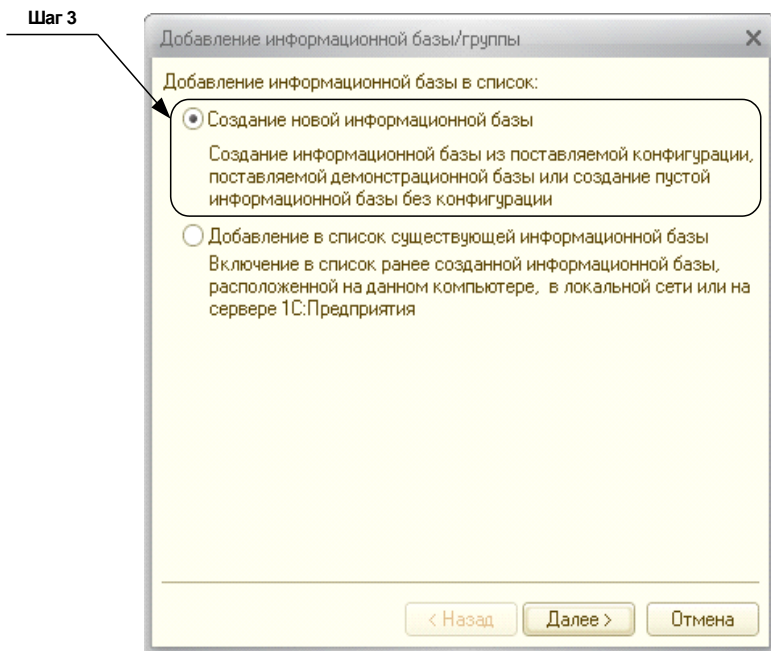 Шаг 3
Добавление информационной базы/группы
Добавление информационной базы в список:
Создание новой информационной базы
Создание информационной базы из поставляемой конфигурации,
поставляемой демонстрационной базы или создание пустой
информационной базы без конфигурации
Добавление в список существующей информационной базы
Включение в список ранее созданной информационной базы,
расположенной на данном компьютере, в локальной сети или на
сервере 1С:Предприятия
< Назад Далее > Отмена